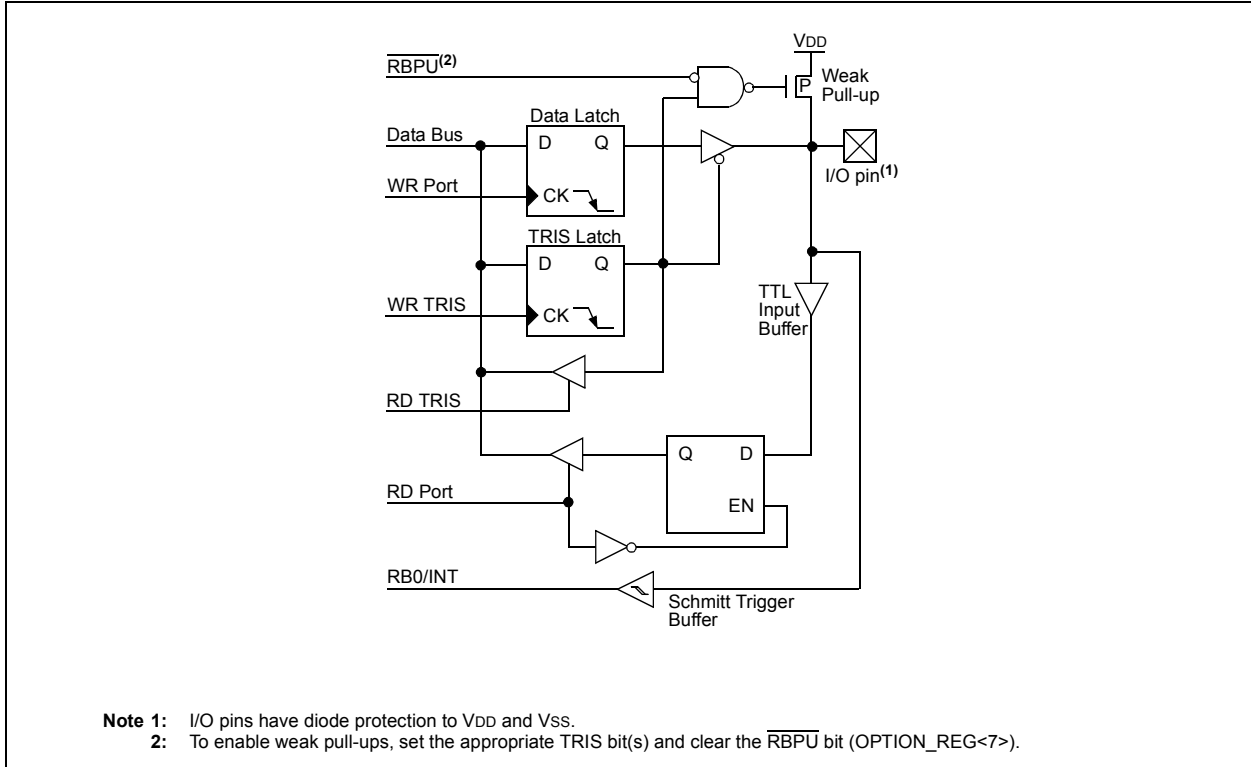 VDD
RBPU(2)
Weak
Pull-up
P
Data Latch
Data Bus
D Q
I/O pin(1)
WR Port
CK
TRIS Latch
D Q
TTL
Input
Buffer
WR TRIS
CK
RD TRIS
Q D
RD Port
EN
RB0/INT
Schmitt Trigger
Buffer
Note 1: I/O pins have diode protection to VDD and VSS.
2: To enable weak pull-ups, set the appropriate TRIS bit(s) and clear the RBPU bit (OPTION_REG<7>).